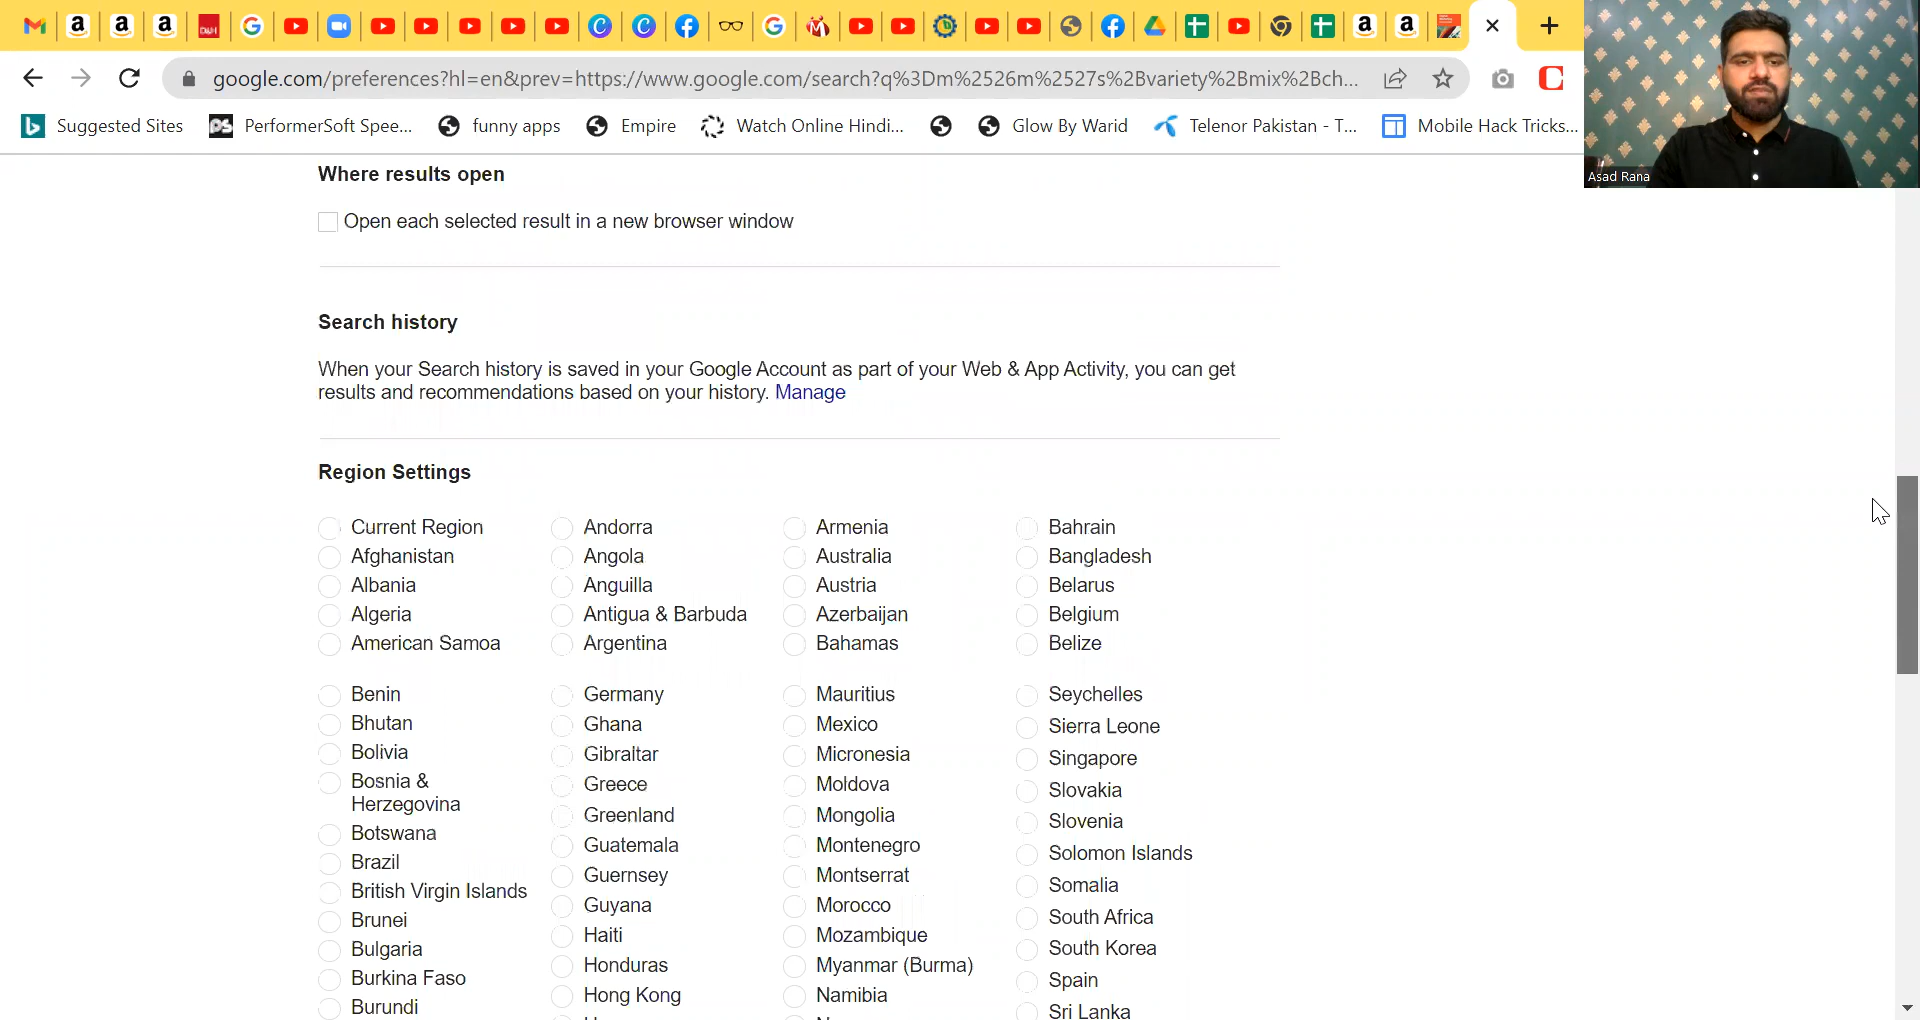 google.com/preferences?hl=en&prev=https://www.google.com/search?q%3Dm%2526m%2527s%2Bvariety%2Bmix%2Bch...
Suggested Sites PerformerSoft Spee... funny apps Empire Watch Online Hindi... Glow By Warid Telenor Pakistan - T... Mobile Hack Tricks...
Asad Rana
Where results open
Open each selected result in a new browser window
Search history
When your Search history is saved in your Google Account as part of your Web & App Activity, you can get
results and recommendations based on your history. Manage
Region Settings
Current Region Andorra Armenia Bahrain
Afghanistan Angola Australia Bangladesh
Albania Anguilla Austria Belarus
Algeria Antigua & Barbuda Azerbaijan Belgium
American Samoa Argentina Bahamas Belize
Benin Germany Mauritius Seychelles
Bhutan Ghana Mexico Sierra Leone
Bolivia Gibraltar Micronesia Singapore
Bosnia & Greece Moldova Slovakia
Herzegovina Greenland Mongolia Slovenia
Botswana Guatemala Montenegro Solomon Islands
Brazil Guernsey Montserrat Somalia
British Virgin Islands Guyana Morocco South Africa
Brunei Haiti Mozambique South Korea
Bulgaria Honduras Myanmar (Burma) Spain
Burkina Faso Hong Kong Namibia Sri Lanka
Burundi